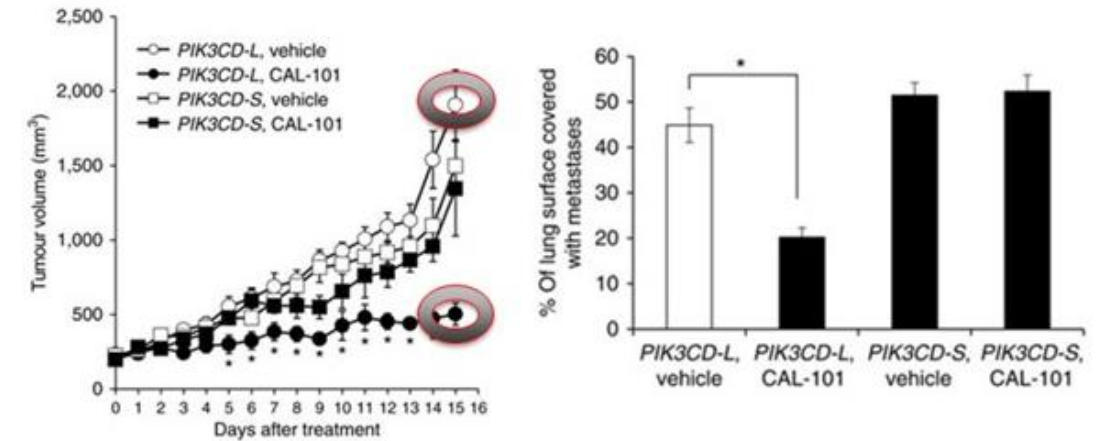 2,500
2,000
1,500
1,000
500
0
Tumour volume (mm³)
PIK3CD-L, vehicle
PIK3CD-L, CAL-101
PIK3CD-S, vehicle
PIK3CD-S, CAL-101
* * * * * * * * *
0 1 2 3 4 5 6 7 8 9 10 11 12 13 14 15 16
Days after treatment
60
50
40
30
20
10
0
% Of lung surface covered
with metastases
*
PIK3CD-L, PIK3CD-L, PIK3CD-S, PIK3CD-S,
vehicle CAL-101 vehicle CAL-101